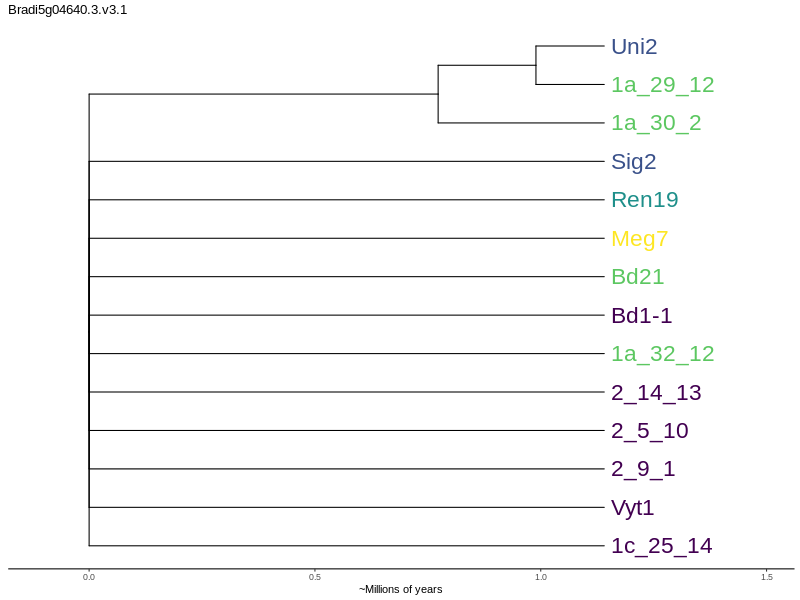 Bradi5g04640.3.v3.1
Uni2
1a_29_12
1a_30_2
Sig2
Ren19
Meg7
Bd21
Bd1-1
1a_32_12
2_14_13
2_5_10
2_9_1
Vyt1
1c_25_14
0.0 0.5 1.0 1.5
~Millions of years